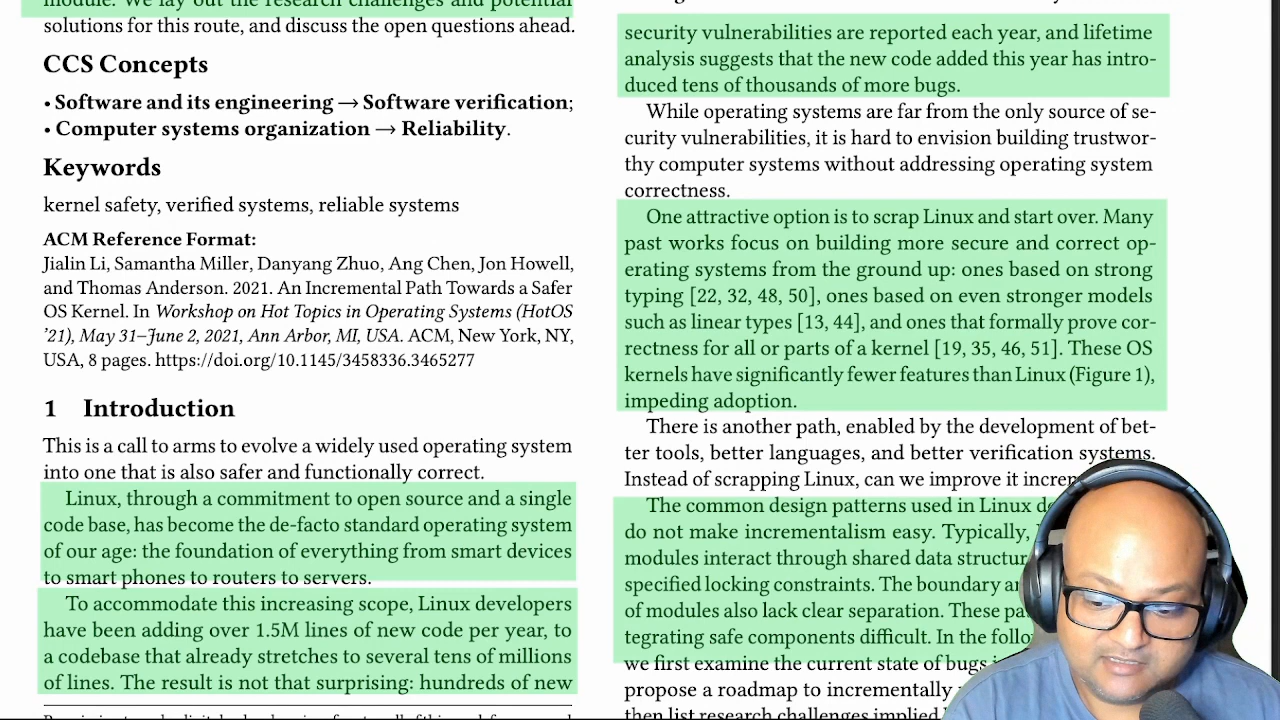 module. We lay out the research challenges and potential
solutions for this route, and discuss the open questions ahead.
CCS Concepts
• Software and its engineering → Software verification;
• Computer systems organization → Reliability.
Keywords
kernel safety, verified systems, reliable systems
ACM Reference Format:
Jialin Li, Samantha Miller, Danyang Zhuo, Ang Chen, Jon Howell,
and Thomas Anderson. 2021. An Incremental Path Towards a Safer
OS Kernel. In Workshop on Hot Topics in Operating Systems (HotOS
’21), May 31–June 2, 2021, Ann Arbor, MI, USA. ACM, New York, NY,
USA, 8 pages. https://doi.org/10.1145/3458336.3465277
1 Introduction
This is a call to arms to evolve a widely used operating system
into one that is also safer and functionally correct.
Linux, through a commitment to open source and a single
code base, has become the de-facto standard operating system
of our age: the foundation of everything from smart devices
to smart phones to routers to servers.
To accommodate this increasing scope, Linux developers
have been adding over 1.5M lines of new code per year, to
a codebase that already stretches to several tens of millions
of lines. The result is not that surprising: hundreds of new
security vulnerabilities are reported each year, and lifetime
analysis suggests that the new code added this year has intro-
duced tens of thousands of more bugs.
While operating systems are far from the only source of se-
curity vulnerabilities, it is hard to envision building trustwor-
thy computer systems without addressing operating system
correctness.
One attractive option is to scrap Linux and start over. Many
past works focus on building more secure and correct op-
erating systems from the ground up: ones based on strong
typing [22, 32, 48, 50], ones based on even stronger models
such as linear types [13, 44], and ones that formally prove cor-
rectness for all or parts of a kernel [19, 35, 46, 51]. These OS
kernels have significantly fewer features than Linux (Figure 1),
impeding adoption.
There is another path, enabled by the development of bet-
ter tools, better languages, and better verification systems.
Instead of scrapping Linux, can we improve it increm
The common design patterns used in Linux de
do not make incrementalism easy. Typically,
modules interact through shared data structur
specified locking constraints. The boundary an
of modules also lack clear separation. These pa
tegrating safe components difficult. In the follo
we first examine the current state of bugs
propose a roadmap to incrementally
then list research challenges implied